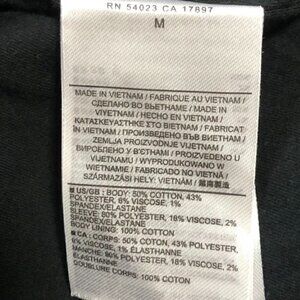 RN 54023 CA 17897
M
MADE IN VIETNAM / FABRIQUE AU VIETNAM /
СДЕЛАНО ВО ВЬЕТНАМЕ / MADE IN
VIYETNAM / HECHO EN VIETNAM /
ΚΑΤΑΣΚΕΥΑΣΤΗΚΕ ΣΤΟ ΒΙΕΤΝΑΜ / FABRICAT
ÎN VIETNAM / ПРОИЗВЕДЕНО ВЪВ ВИЕТНАМ /
ZEMLJA PROIZVODNJE VIJETNAM /
ВИРОБЛЕНО У В'ЄТНАМІ / PROIZVEDENO U
VIJETNAMU / WYPRODUKOWANO W
WIETNAMIE / FABRICADO NO VIETNÃ /
SZÁRMAZÁSI HELY: VIETNAM / 越南製造
US/GB : BODY: 50% COTTON, 43%
POLYESTER, 6% VISCOSE, 1%
SPANDEX/ELASTANE
SLEEVE: 80% POLYESTER, 18% VISCOSE, 2%
SPANDEX/ELASTANE
BODY LINING: 100% COTTON
CA : CORPS: 50% COTON, 43% POLYESTER,
6% VISCOSE, 1% ÉLASTHANNE
MANCHE: 80% POLYESTER, 18% VISCOSE, 2%
ÉLASTHANNE
DOUBLURE CORPS: 100% COTON